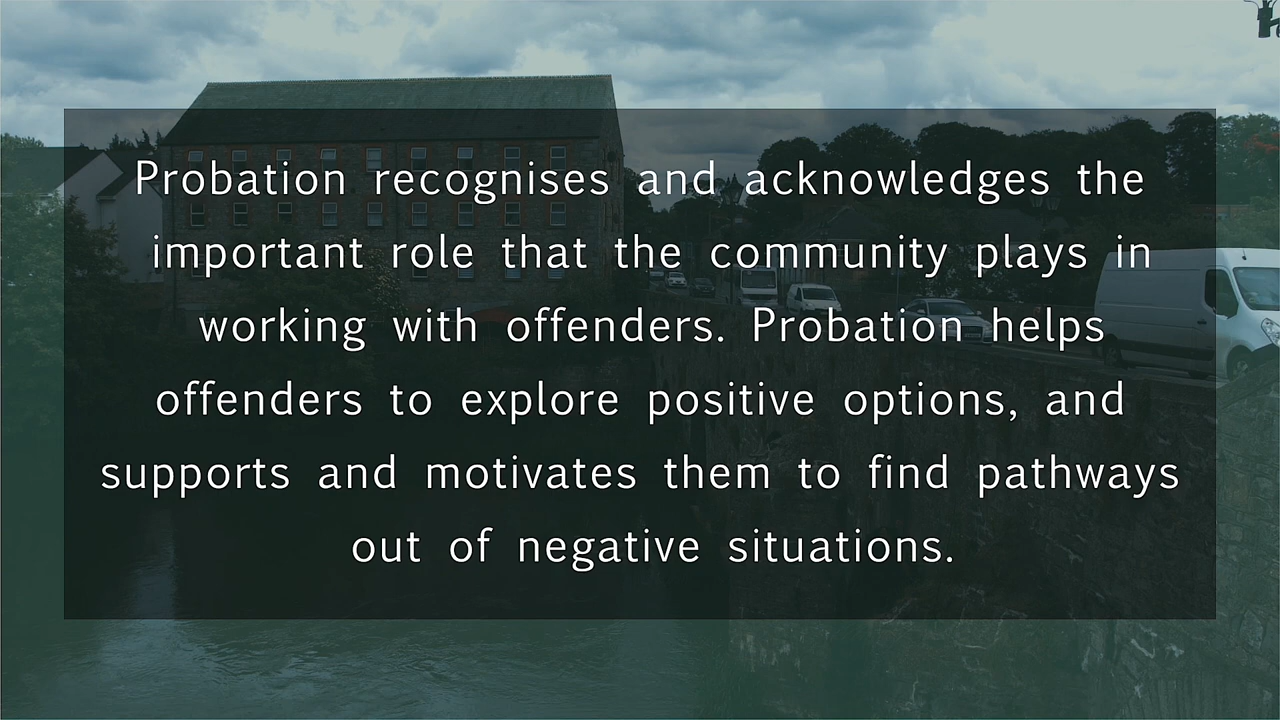 Probation recognises and acknowledges the
important role that the community plays in
working with offenders. Probation helps
offenders to explore positive options, and
supports and motivates them to find pathways
out of negative situations.